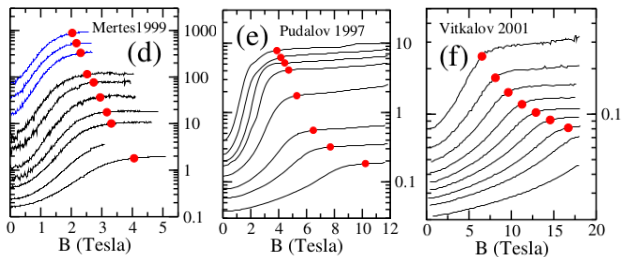 Mertes1999
(d)
1000
100
10
1
0.1
0 1 2 3 4 5
B (Tesla)
(e)
Pudalov 1997
10
1
0.1
0 2 4 6 8 10 12
B (Tesla)
Vitkalov 2001
(f)
0.1
0 5 10 15 20
B (Tesla)